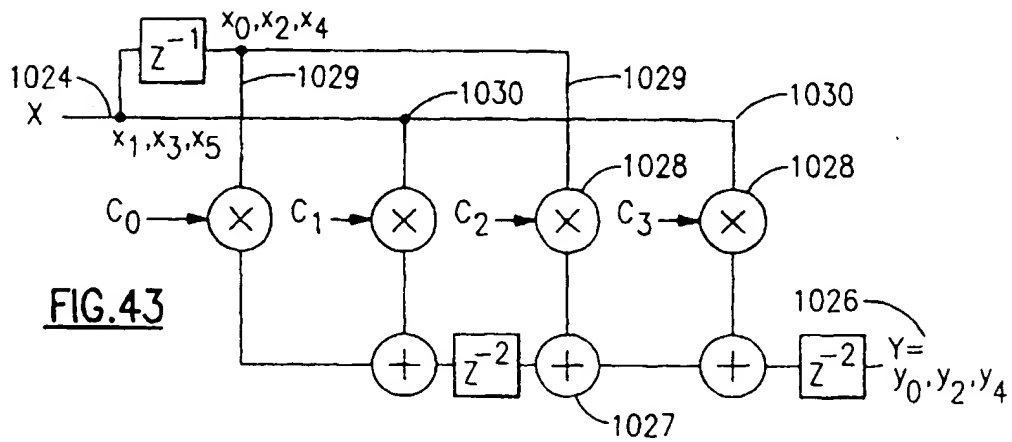 x₀,x₂,x₄
z⁻¹
1024
1029
1030
1029
1030
X
x₁,x₃,x₅
1028
1028
C₀
×
C₁
×
C₂
×
C₃
×
FIG.43
1026
+
z⁻²
+
+
z⁻²
Y=
y₀,y₂,y₄
1027